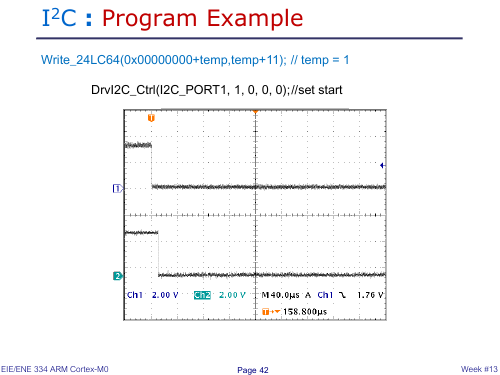 I²C : Program Example
Write_24LC64(0x00000000+temp,temp+11); // temp = 1
DrvI2C_Ctrl(I2C_PORT1, 1, 0, 0, 0);//set start
T
1
2
Ch1 2.00 V Ch2 2.00 V M 40.0µs A Ch1 1.76 V
T 158.800µs
EIE/ENE 334 ARM Cortex-M0 Page 42 Week #13